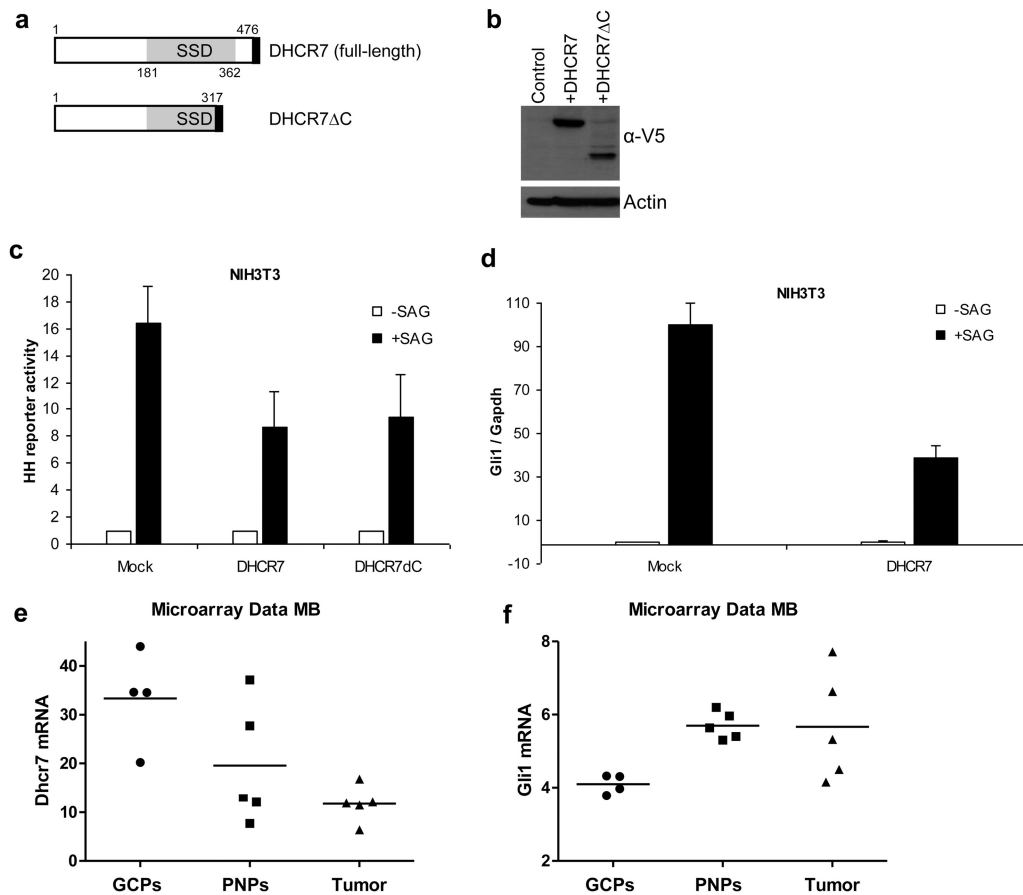 a
1 476
SSD
DHCR7 (full-length)
181 362
1 317
SSD
DHCR7ΔC
b
Control
+DHCR7
+DHCR7ΔC
α-V5
Actin
c
NIH3T3
20
18
16
14
12
10
8
6
4
2
0
HH reporter activity
-SAG
+SAG
Mock DHCR7 DHCR7dC
d
NIH3T3
110
90
70
50
30
10
-10
Gli1 / Gapdh
-SAG
+SAG
Mock DHCR7
e
Microarray Data MB
40
30
20
10
0
Dhcr7 mRNA
GCPs PNPs Tumor
f
Microarray Data MB
8
6
4
2
Gli1 mRNA
GCPs PNPs Tumor